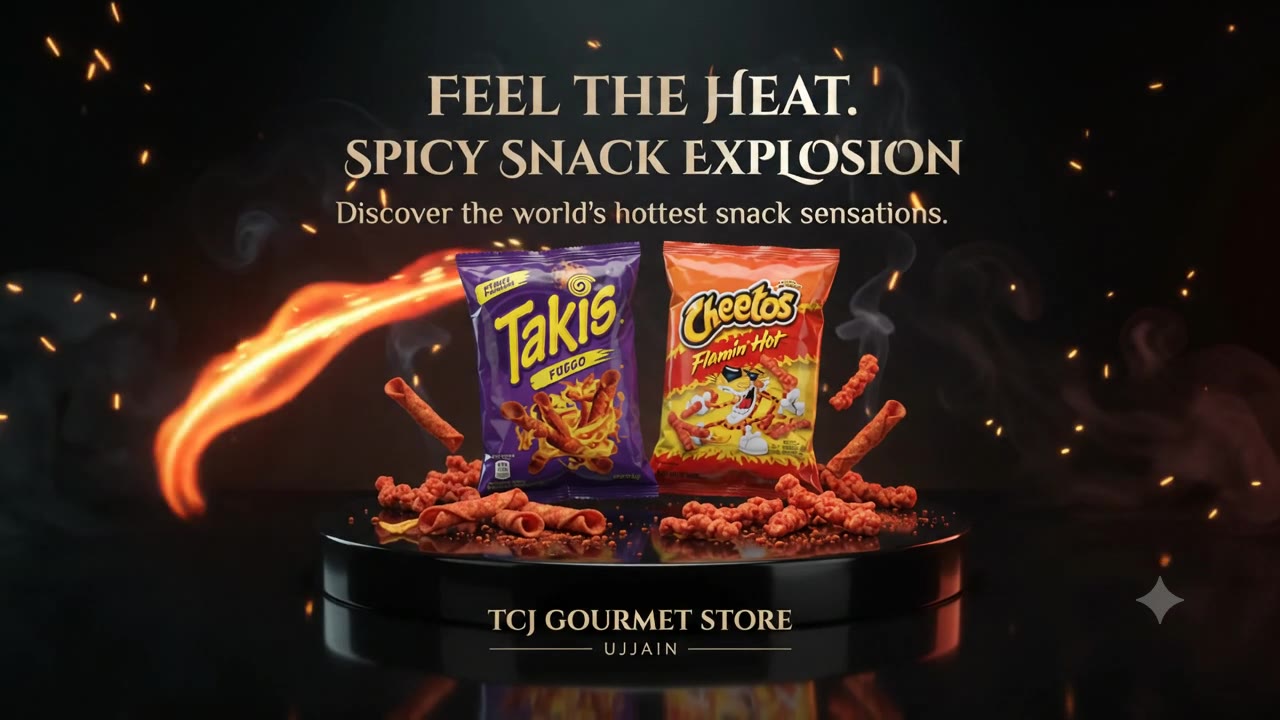 FEEL THE HEAT.
SPICY SNACK EXPLOSION
Discover the world's hottest snack sensations.
Takis
FUEGO
Cheetos
Flamin' Hot
TCJ GOURMET STORE
UJJAIN